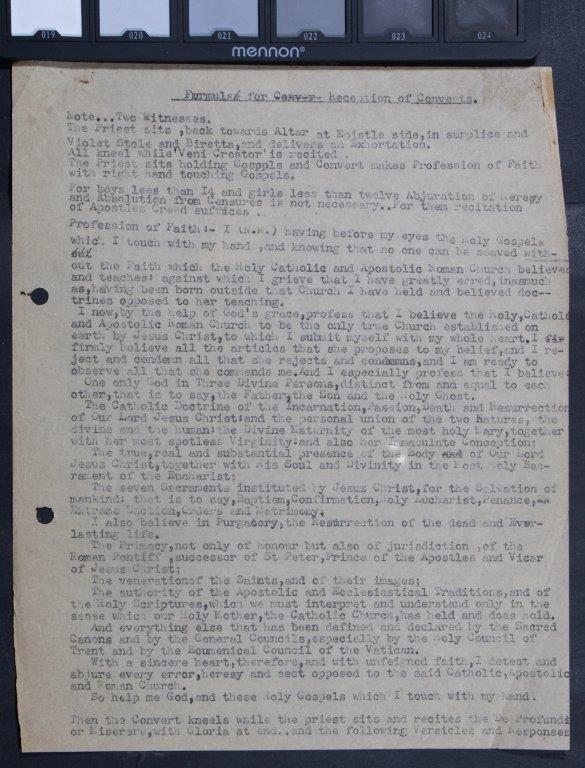 019 020 021 022 023 024
mennon®
Formula& for Conv-r- Reception of Converts.
Note...Two Witnesses.
The Priest sits ,back towards Altar at Epistle side,in surplice and
Violet Stole and Biretta,and delivers an Exhortation.
All kneel while'Veni Creator'is recited .
The Priest sits holding Gospels and Convert makes Profession of Faith
with right hand touching Gospels.
For boys less than I4 and girls less than twelve Abjuration of Heresy
and Absolution from Censures is not necessary..For them recitation
of Apostles Creed suffices .
Profession of Faith:- I (N.N.) having before my eyes the Holy Gospels
which I touch with my hand ,and knowing that no one can be seaved with-
out the Faith which the Holy Catholic and Apostolic Roman Church believes
and teaches: against which I grieve that I have greatly erred,inasmuch
as,having been born outside that Church I have held and believed doc--
trines opposed to her teaching.
I now,by the help of God's grace,profess that I believe the Holy,Catholi
and Apostolic Roman Church to be the only true Church established on
earth by Jesus Christ,to which I submit myself with my whole heart.I
firmly believe all the articles that she proposes to my belief,and I re-
ject and condemn all that she rejects and condemns,and I am ready to
observe all that she commands me.And I especially profess that I believe:
One only God in Three Divine Persons,distinct from and equal to each
other,that is to say,the Father,the Son and the Holy Ghost.
The Catholic Doctrine of the Incarnation,Passion,Death and Resurrection
of Our Lord Jesus Christ:and the personal union of the two Natures, the
divine and the human:the Divine Maternity of the most holy Mary,together
with her most spotless Virginity:and also her Immaculate Conception;
The true,real and substantial presence of the Body and of Our Lord
Jesus Christ,together with His Soul and Divinity in the Most Holy Sac-
rament of the Eucharist;
The seven Sacraments instituted by Jesus Christ,for the Salvation of
mankind: that is to say,Baptism,Confirmation,Holy Eucharist,Penance,
Extreme Unction,Orders and Matrimony.
I also believe in Purgatory,the Resurrection of the dead and Ever-
lasting life.
The Primacy,not only of honour but also of jurisdiction ,of the
Roman Pontiff ,successor of St Peter,Prince of the Apostles and Vicar
of Jesus Christ;
The venerationof the Saints,and of their images;
The authority of the Apostolic and Ecclesiastical Traditions,and of
the Holy Scriptures,which we must interpret and understand only in the
sense which our Holy Mother,the Catholic Church,has held and does hold.
And everything else that has been defined and declared by the Sacred
Canons and by the General Councils,especially by the Holy Council of
Trent and by the Ecumenical Council of the Vatican.
With a sincere heart,therefore,and with unfeigned faith,I detest and
abjure every error,heresy and sect opposed to the said Catholic,Apostolic
and Roman Church.
So help me God,and these Holy Gospels which I touch with my hand.
Then the Convert kneels while the priest sits and recites the De Profundi
or Miserere,with Gloria at end..and the following Versicles and Responses